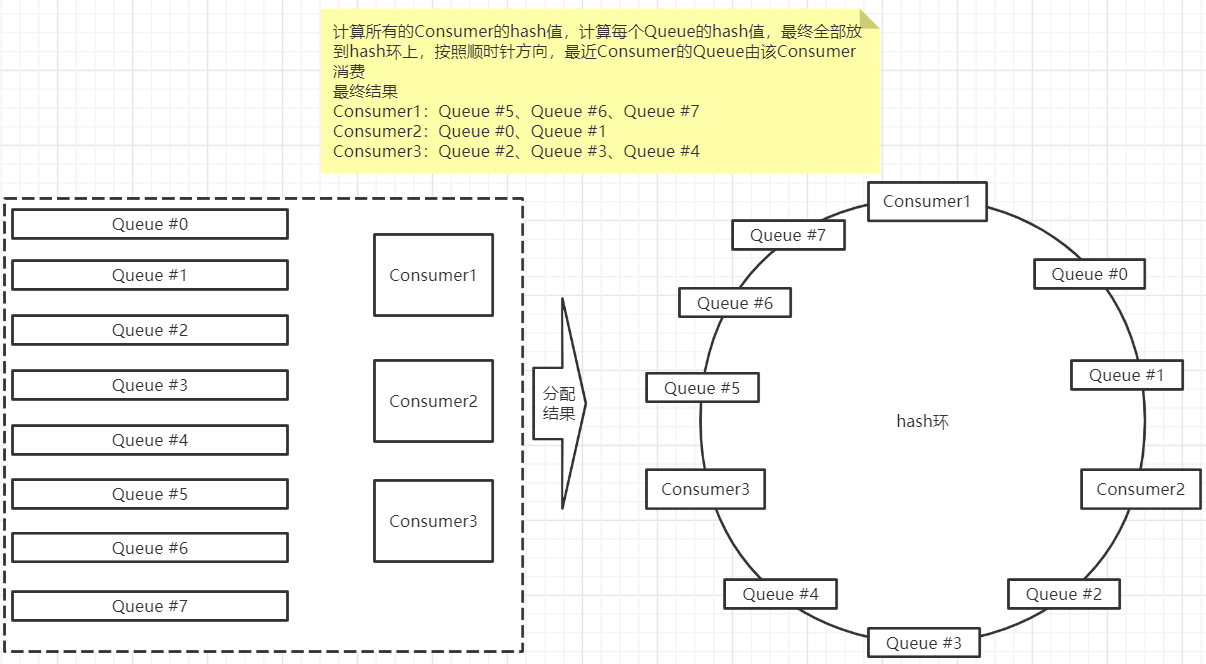 计算所有的Consumer的hash值，计算每个Queue的hash值，最终全部放
到hash环上，按照顺时针方向，最近Consumer的Queue由该Consumer
消费
最终结果
Consumer1：Queue #5、Queue #6、Queue #7
Consumer2：Queue #0、Queue #1
Consumer3：Queue #2、Queue #3、Queue #4
Queue #0
Queue #1
Queue #2
Queue #3
Queue #4
Queue #5
Queue #6
Queue #7
Consumer1
Consumer2
Consumer3
分配
结果
Consumer1
Queue #7
Queue #0
Queue #6
Queue #1
Queue #5
hash环
Consumer3
Consumer2
Queue #4
Queue #2
Queue #3